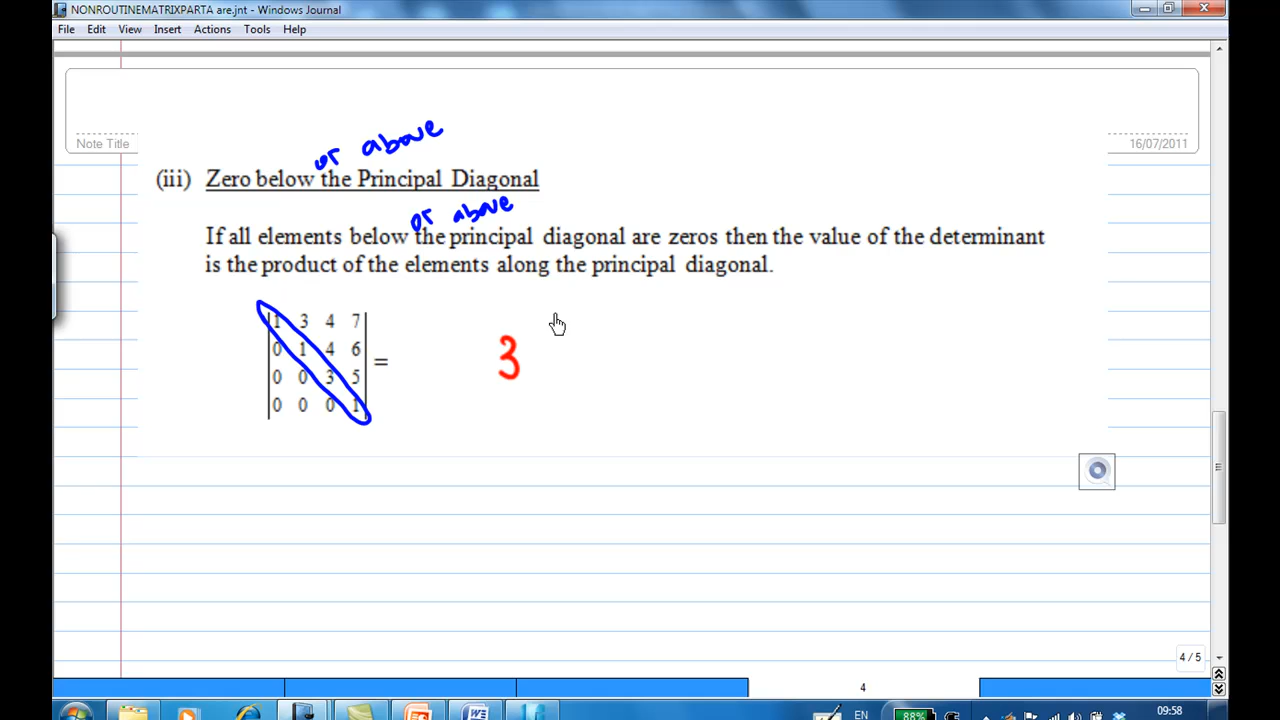 NONROUTINEMATRIXPARTA are.jnt - Windows Journal
File Edit View Insert Actions Tools Help
Note Title
16/07/2011
or above
(iii) Zero below the Principal Diagonal
or above
If all elements below the principal diagonal are zeros then the value of the determinant
is the product of the elements along the principal diagonal.
1 3 4 7
0 1 4 6
0 0 3 5
0 0 0 1
= 3
4 / 5
4
EN
88%
09:58